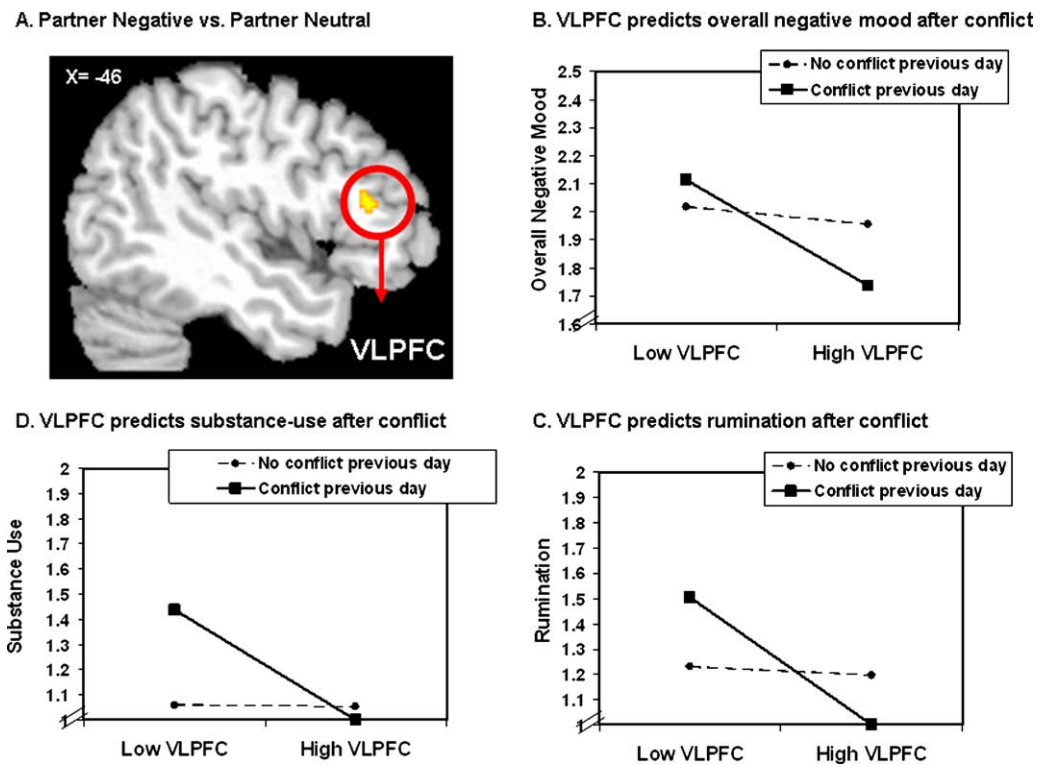 A. Partner Negative vs. Partner Neutral
X= -46
VLPFC
B. VLPFC predicts overall negative mood after conflict
No conflict previous day
Conflict previous day
Overall Negative Mood
2.5
2.4
2.3
2.2
2.1
2
1.9
1.8
1.7
1.6
Low VLPFC
High VLPFC
D. VLPFC predicts substance-use after conflict
No conflict previous day
Conflict previous day
Substance Use
2
1.9
1.8
1.7
1.6
1.5
1.4
1.3
1.2
1.1
1
Low VLPFC
High VLPFC
C. VLPFC predicts rumination after conflict
No conflict previous day
Conflict previous day
Rumination
2
1.9
1.8
1.7
1.6
1.5
1.4
1.3
1.2
1.1
1
Low VLPFC
High VLPFC